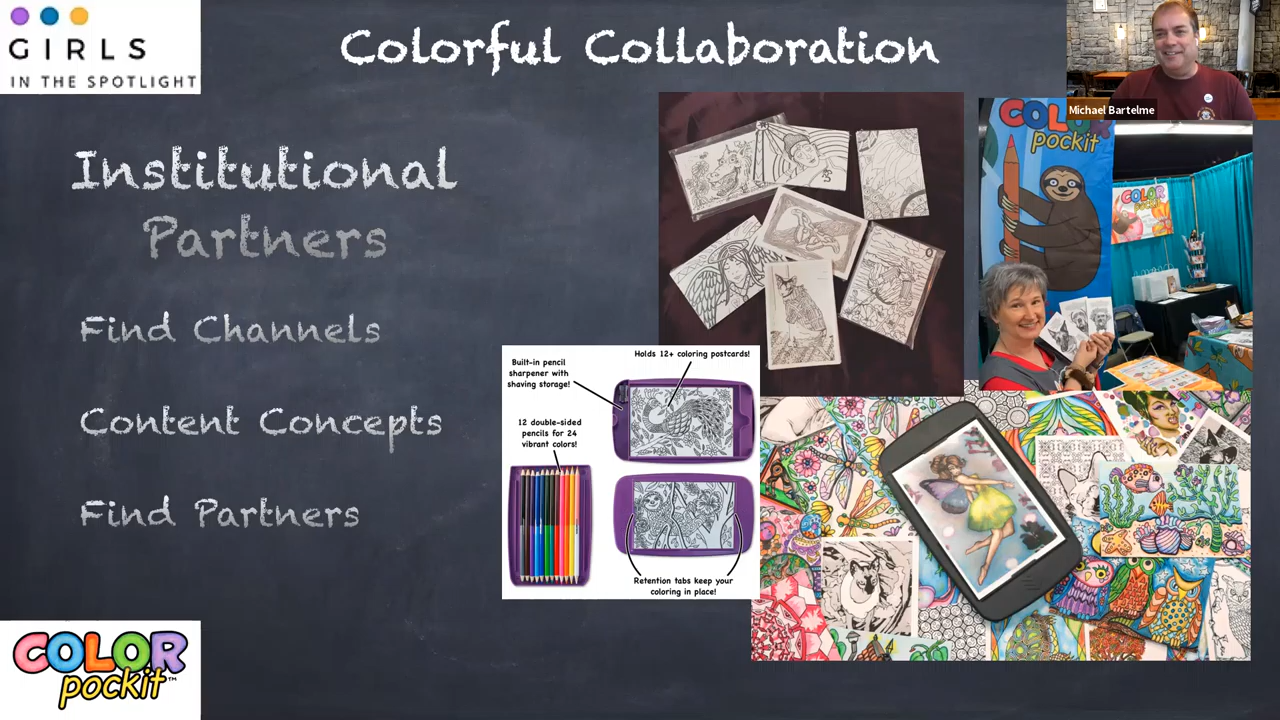 GIRLS
IN THE SPOTLIGHT
Colorful Collaboration
Michael Bartelme
Institutional
Partners
Find Channels
Content Concepts
Find Partners
COLOR
pockit
COLOR
Built-in pencil
sharpener with
shaving storage!
Holds 12+ coloring postcards!
12 double-sided
pencils for 24
vibrant colors!
Retention tabs keep your
coloring in place!
COLOR
pockit™